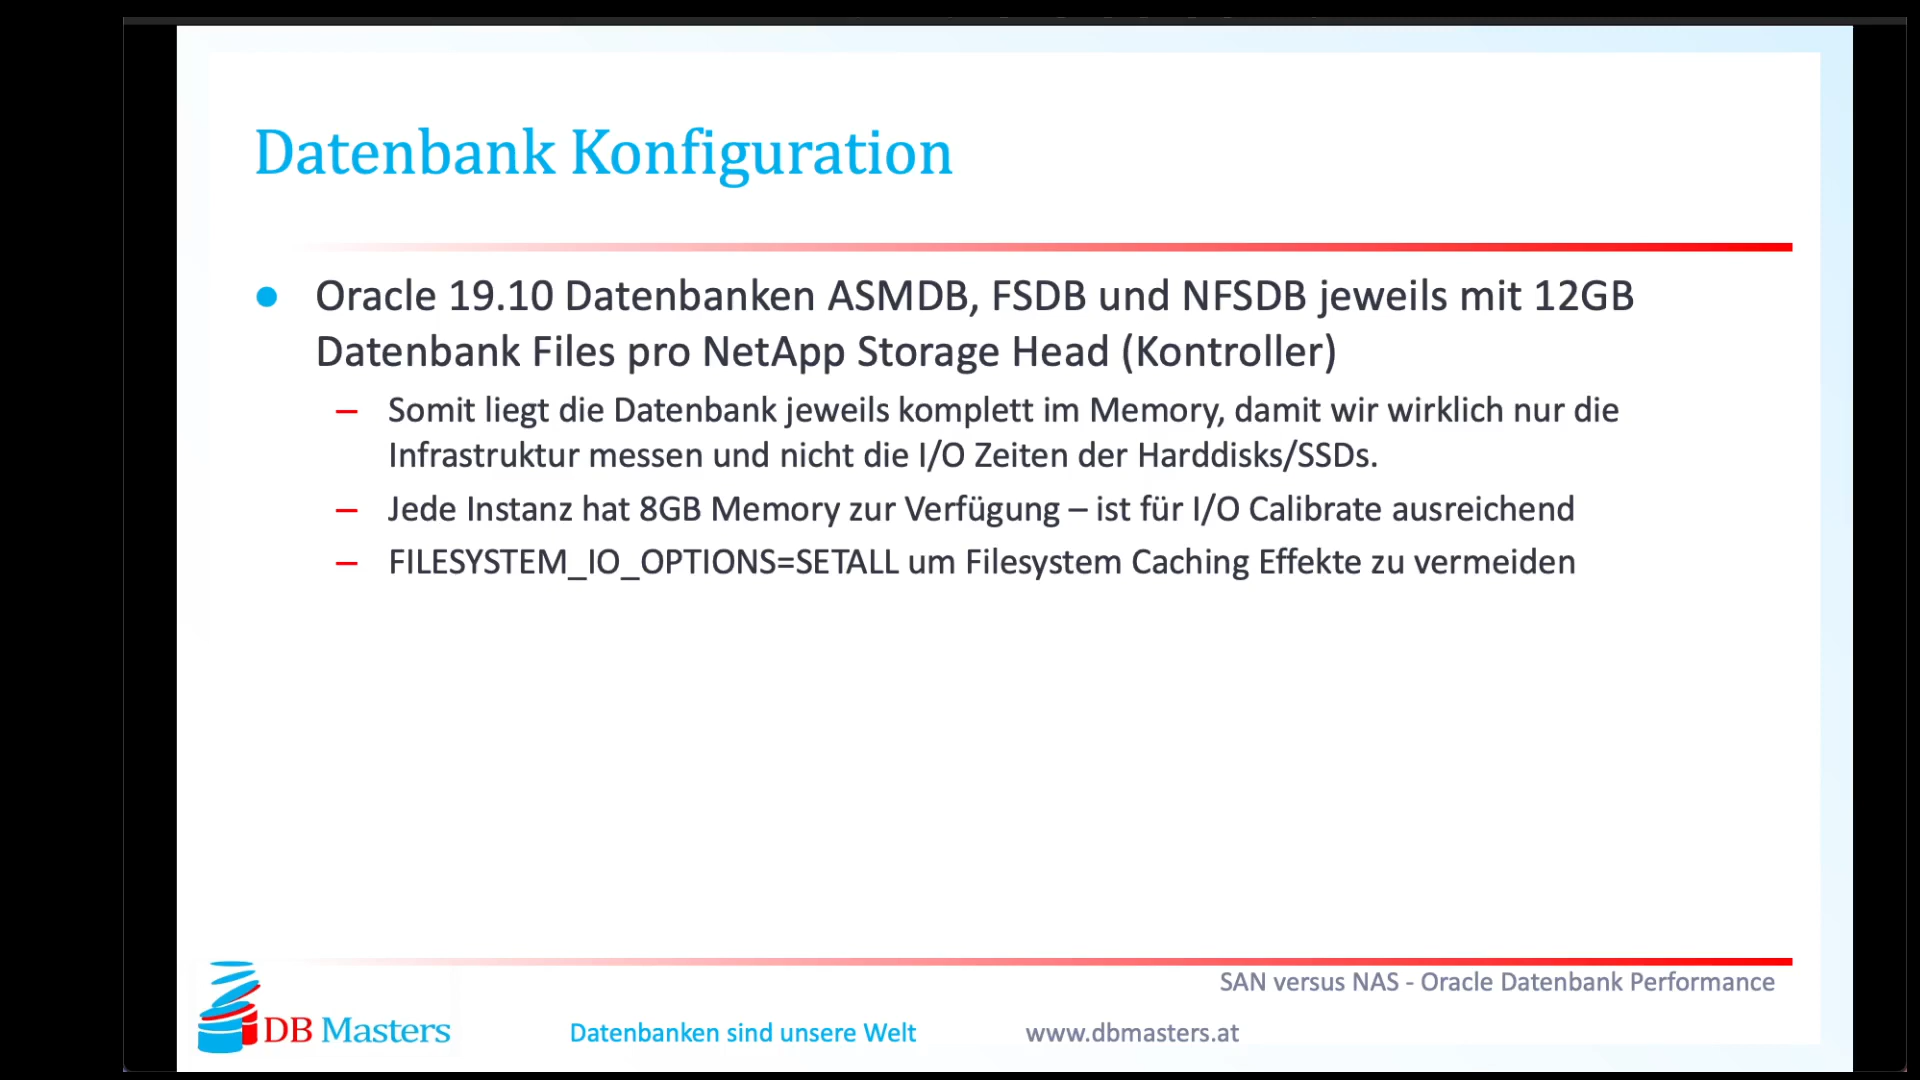 Datenbank Konfiguration
● Oracle 19.10 Datenbanken ASMDB, FSDB und NFSDB jeweils mit 12GB
Datenbank Files pro NetApp Storage Head (Kontroller)
– Somit liegt die Datenbank jeweils komplett im Memory, damit wir wirklich nur die
Infrastruktur messen und nicht die I/O Zeiten der Harddisks/SSDs.
– Jede Instanz hat 8GB Memory zur Verfügung – ist für I/O Calibrate ausreichend
– FILESYSTEM_IO_OPTIONS=SETALL um Filesystem Caching Effekte zu vermeiden
SAN versus NAS - Oracle Datenbank Performance
DB Masters
Datenbanken sind unsere Welt
www.dbmasters.at